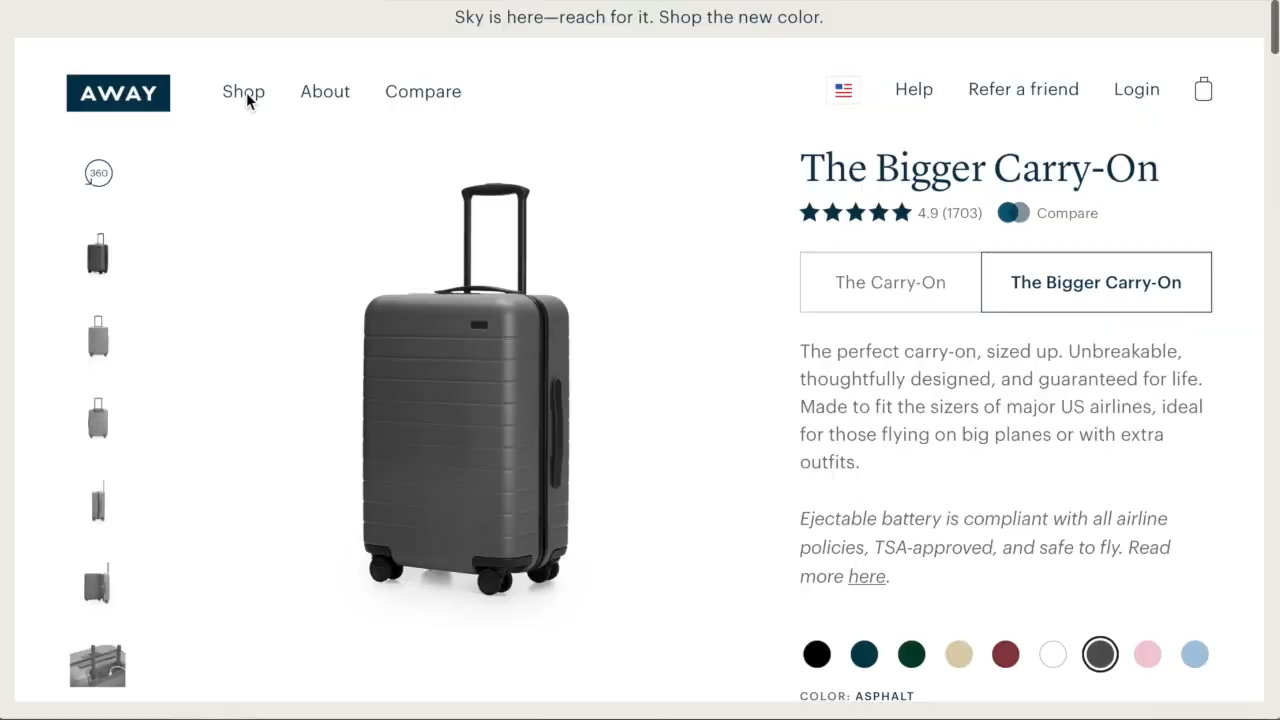 Sky is here—reach for it. Shop the new color.
AWAY
Shop
About
Compare
Help
Refer a friend
Login
360
The Bigger Carry-On
4.9 (1703)
Compare
The Carry-On
The Bigger Carry-On
The perfect carry-on, sized up. Unbreakable,
thoughtfully designed, and guaranteed for life.
Made to fit the sizers of major US airlines, ideal
for those flying on big planes or with extra
outfits.
Ejectable battery is compliant with all airline
policies, TSA-approved, and safe to fly. Read
more here.
COLOR: ASPHALT